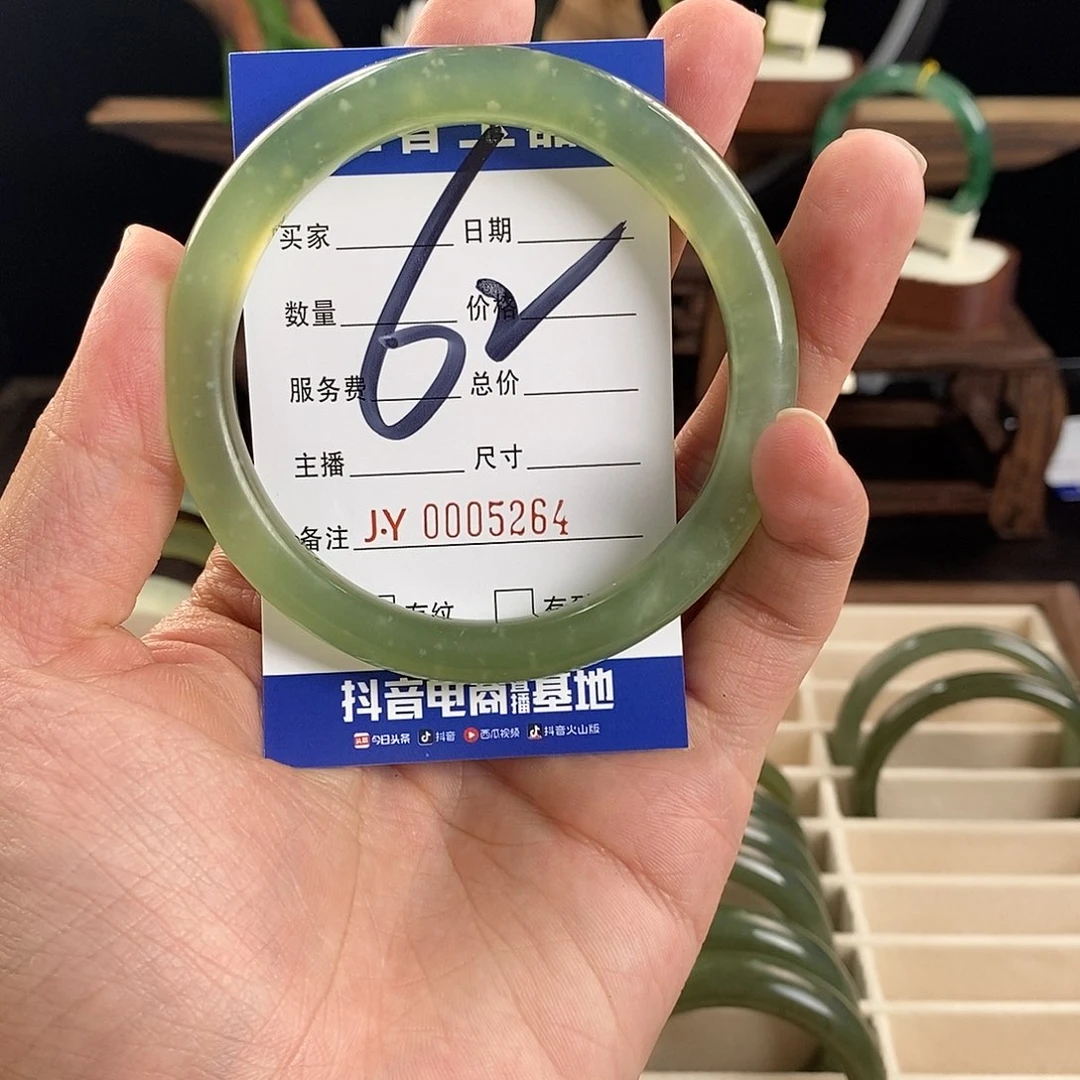 买家 日期
数量 价格
服务费 总价
主播 尺寸
备注 J·Y 0005264
有纹
6
抖音电商直播基地
今日头条 抖音 西瓜视频 抖音火山版